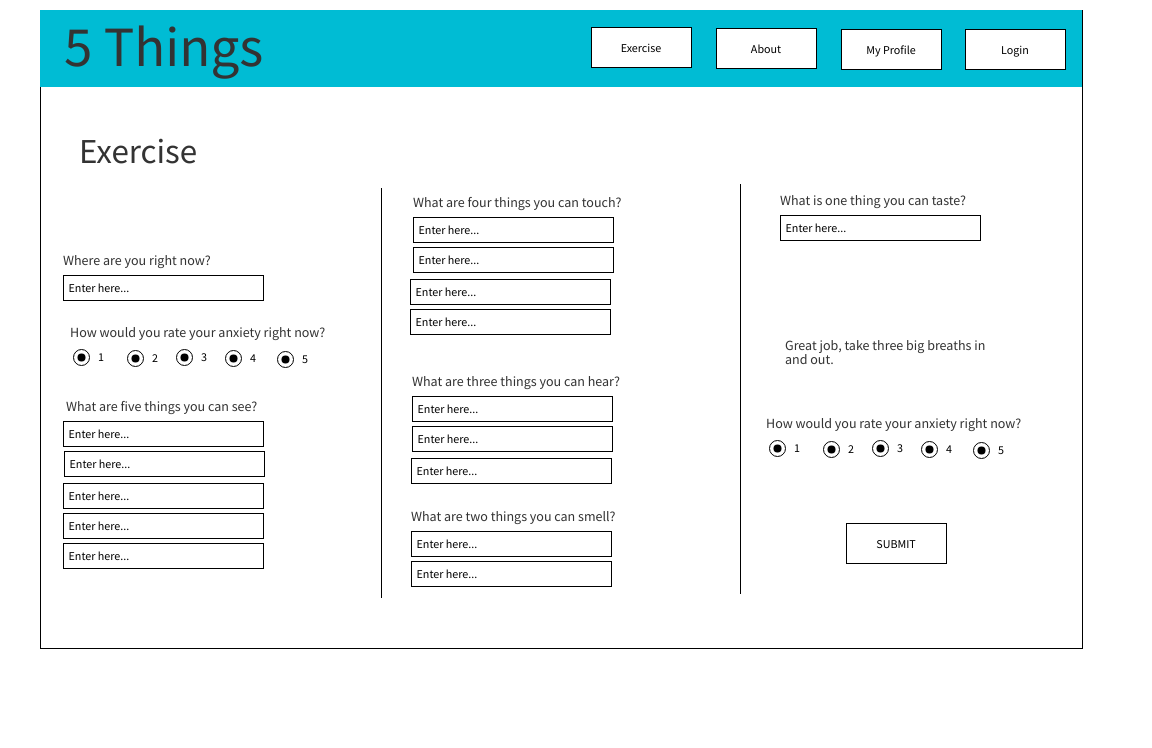 5 Things
Exercise
About
My Profile
Login
Exercise
Where are you right now?
Enter here...
How would you rate your anxiety right now?
1 2 3 4 5
What are five things you can see?
Enter here...
Enter here...
Enter here...
Enter here...
Enter here...
What are four things you can touch?
Enter here...
Enter here...
Enter here...
Enter here...
What are three things you can hear?
Enter here...
Enter here...
Enter here...
What are two things you can smell?
Enter here...
Enter here...
What is one thing you can taste?
Enter here...
Great job, take three big breaths in
and out.
How would you rate your anxiety right now?
1 2 3 4 5
SUBMIT